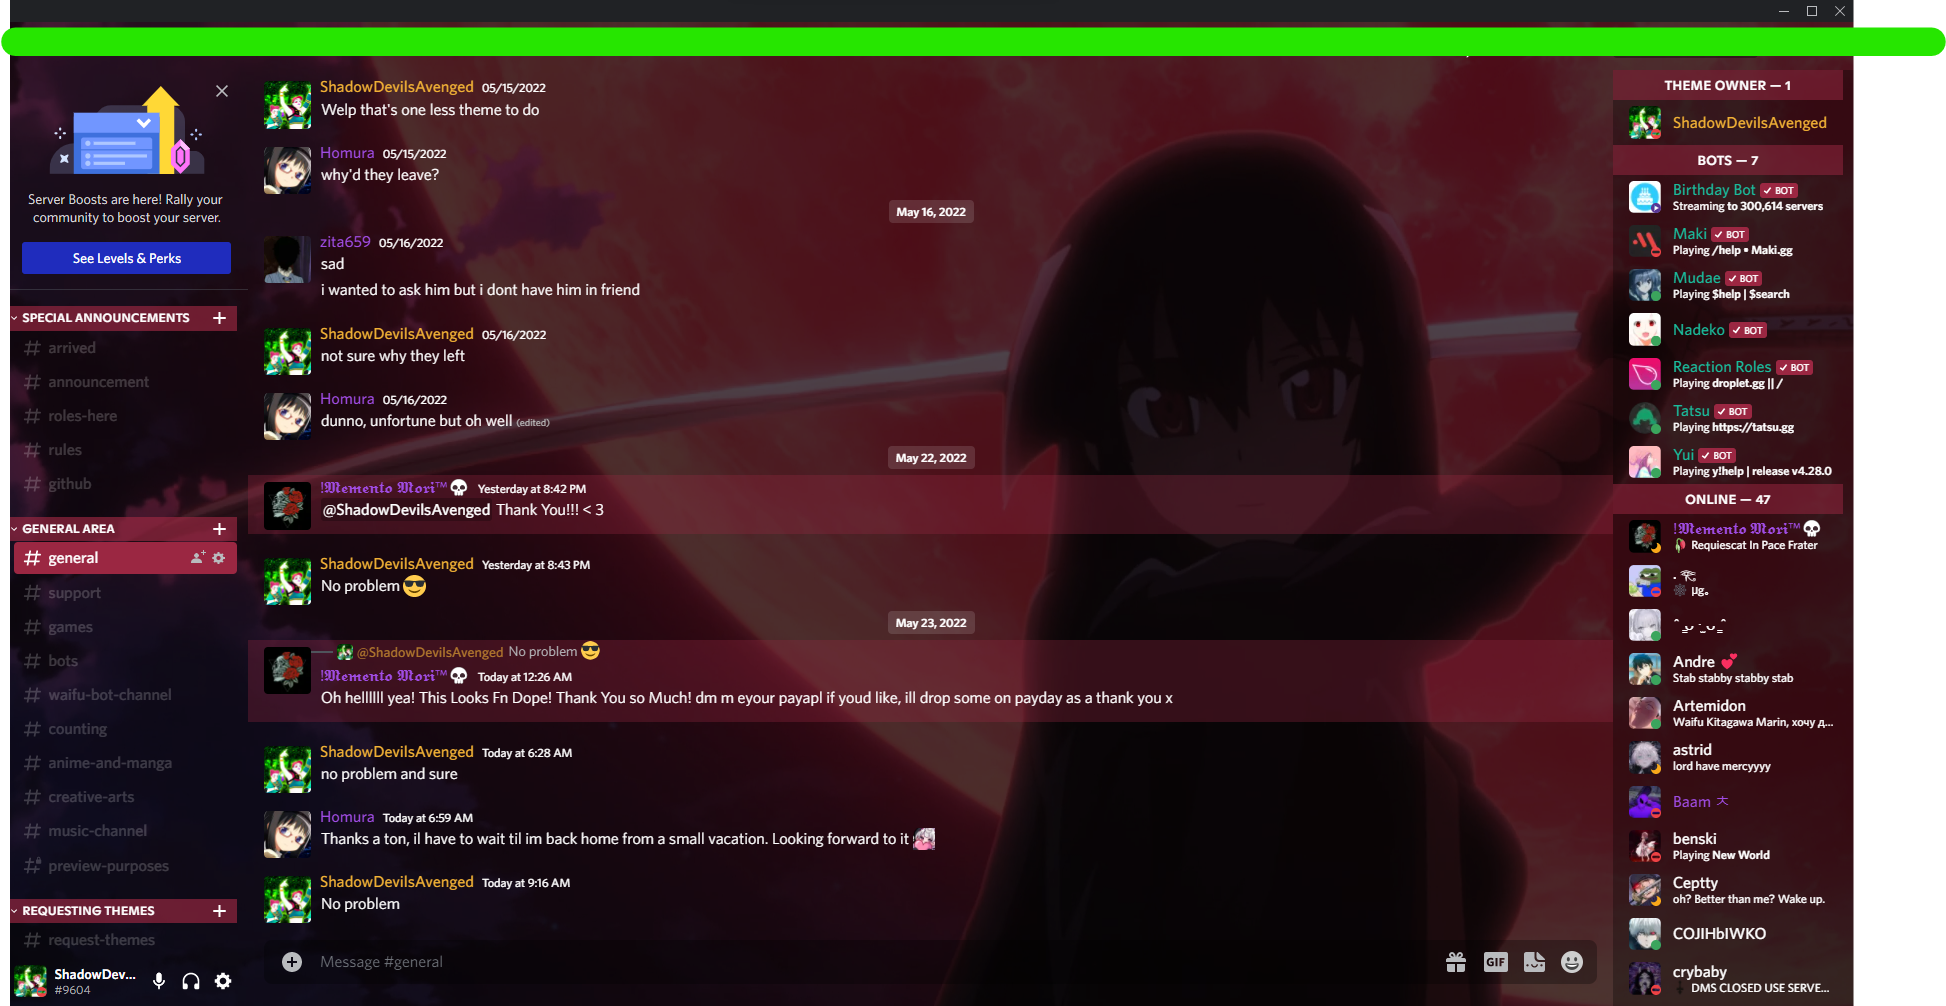 Server Boosts are here! Rally your
community to boost your server.
See Levels & Perks
SPECIAL ANNOUNCEMENTS
arrived
announcement
roles-here
rules
github
GENERAL AREA
general
support
games
bots
waifu-bot-channel
counting
anime-and-manga
creative-arts
music-channel
preview-purposes
REQUESTING THEMES
request-themes
ShadowDev...
#9604
ShadowDevilsAvenged 05/15/2022
Welp that's one less theme to do
Homura 05/15/2022
why'd they leave?
May 16, 2022
zita659 05/16/2022
sad
i wanted to ask him but i dont have him in friend
ShadowDevilsAvenged 05/16/2022
not sure why they left
Homura 05/16/2022
dunno, unfortune but oh well (edited)
May 22, 2022
!𝕸𝖊𝖒𝖊𝖓𝖙𝖔 𝕸𝖔𝖗𝖎™💀 Yesterday at 8:42 PM
@ShadowDevilsAvenged Thank You!!! < 3
ShadowDevilsAvenged Yesterday at 8:43 PM
No problem 😎
May 23, 2022
@ShadowDevilsAvenged No problem 😎
!𝕸𝖊𝖒𝖊𝖓𝖙𝖔 𝕸𝖔𝖗𝖎™💀 Today at 12:26 AM
Oh hellllll yea! This Looks Fn Dope! Thank You so Much! dm m eyour payapl if youd like, ill drop some on payday as a thank you x
ShadowDevilsAvenged Today at 6:28 AM
no problem and sure
Homura Today at 6:59 AM
Thanks a ton, il have to wait til im back home from a small vacation. Looking forward to it
ShadowDevilsAvenged Today at 9:16 AM
No problem
Message #general
GIF
THEME OWNER — 1
ShadowDevilsAvenged
BOTS — 7
Birthday Bot ✓ BOT
Streaming to 300,614 servers
Maki ✓ BOT
Playing /help • Maki.gg
Mudae ✓ BOT
Playing $help | $search
Nadeko ✓ BOT
Reaction Roles ✓ BOT
Playing droplet.gg || /
Tatsu ✓ BOT
Playing https://tatsu.gg
Yui ✓ BOT
Playing y!help | release v4.28.0
ONLINE — 47
!𝕸𝖊𝖒𝖊𝖓𝖙𝖔 𝕸𝖔𝖗𝖎™💀
🥀 Requiescat In Pace Frater
µg。
Andre 💕
Stab stabby stabby stab
Artemidon
Waifu Kitagawa Marin, хочу д...
astrid
lord have mercyyyy
Baam ㅊ
benski
Playing New World
Ceptty
oh? Better than me? Wake up.
COJIHbIWKO
crybaby
DMS CLOSED USE SERVE...